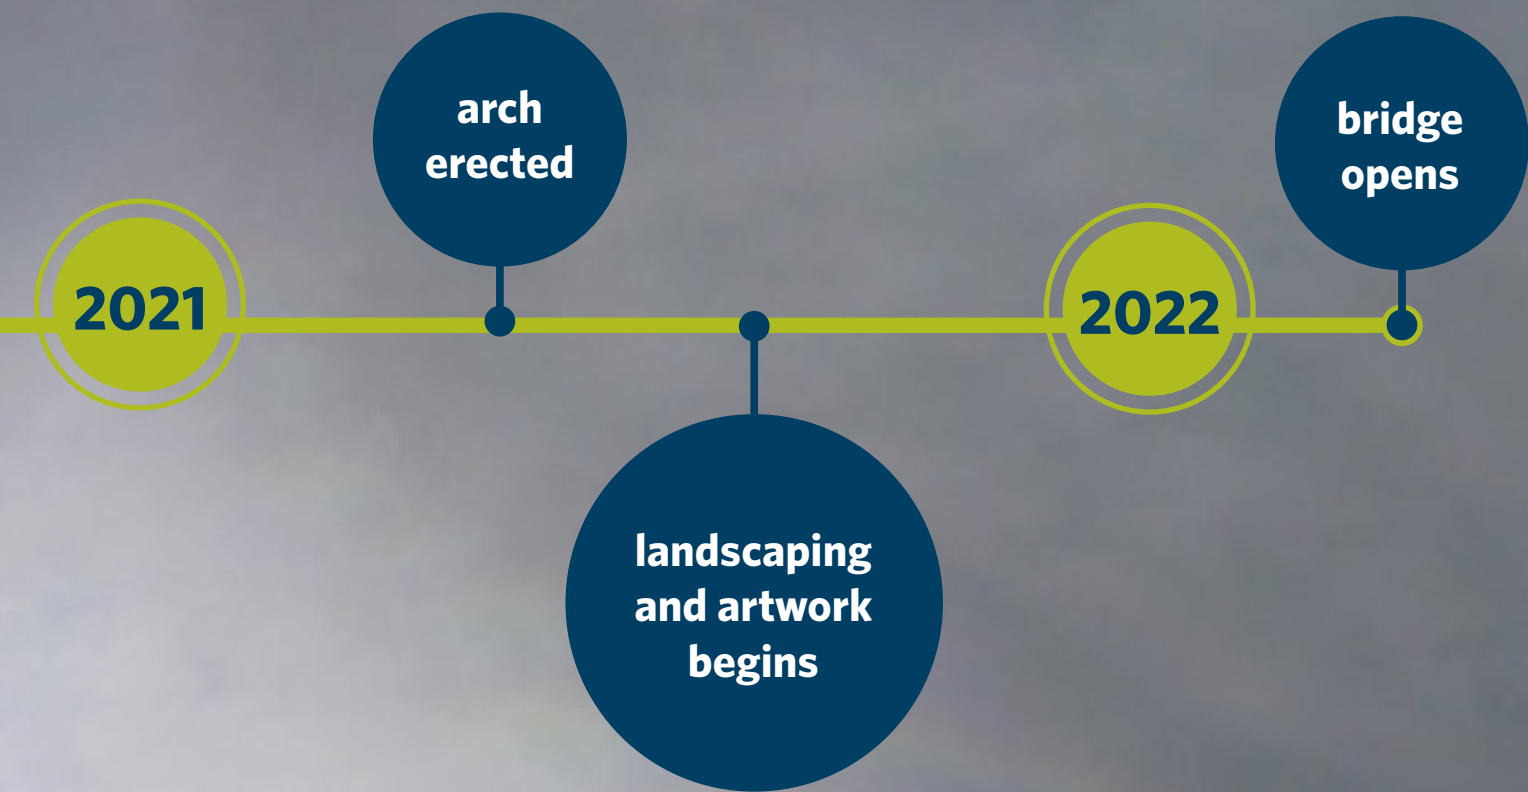 2021
arch
erected
landscaping
and artwork
begins
2022
bridge
opens